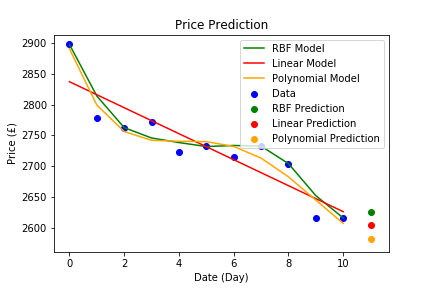 Price Prediction
Price (£)
2900
2850
2800
2750
2700
2650
2600
RBF Model
Linear Model
Polynomial Model
Data
RBF Prediction
Linear Prediction
Polynomial Prediction
0 2 4 6 8 10
Date (Day)